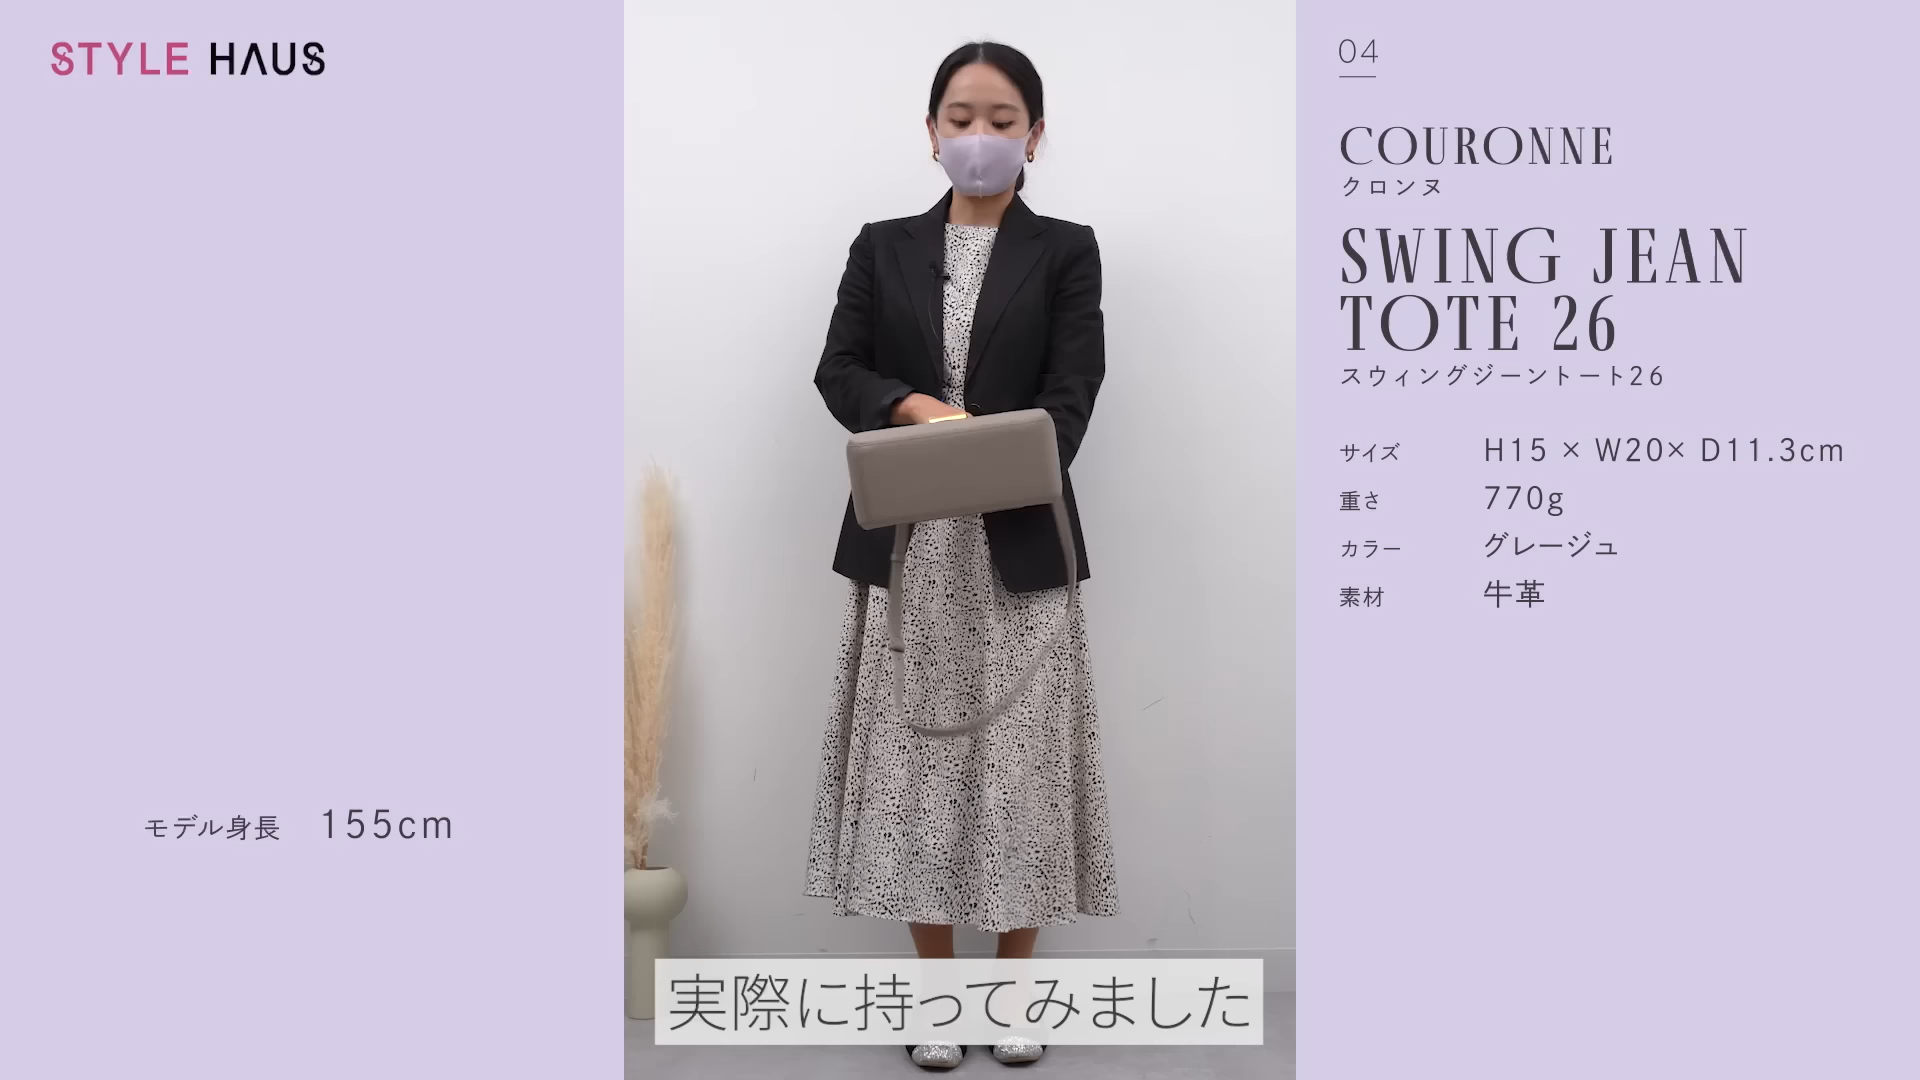 STYLE HAUS
04
COURONNE
クロンヌ
SWING JEAN
TOTE 26
スウィングジーントート26
サイズ H15 × W20× D11.3cm
重さ 770g
カラー グレージュ
素材 牛革
モデル身長 155cm
実際に持ってみました